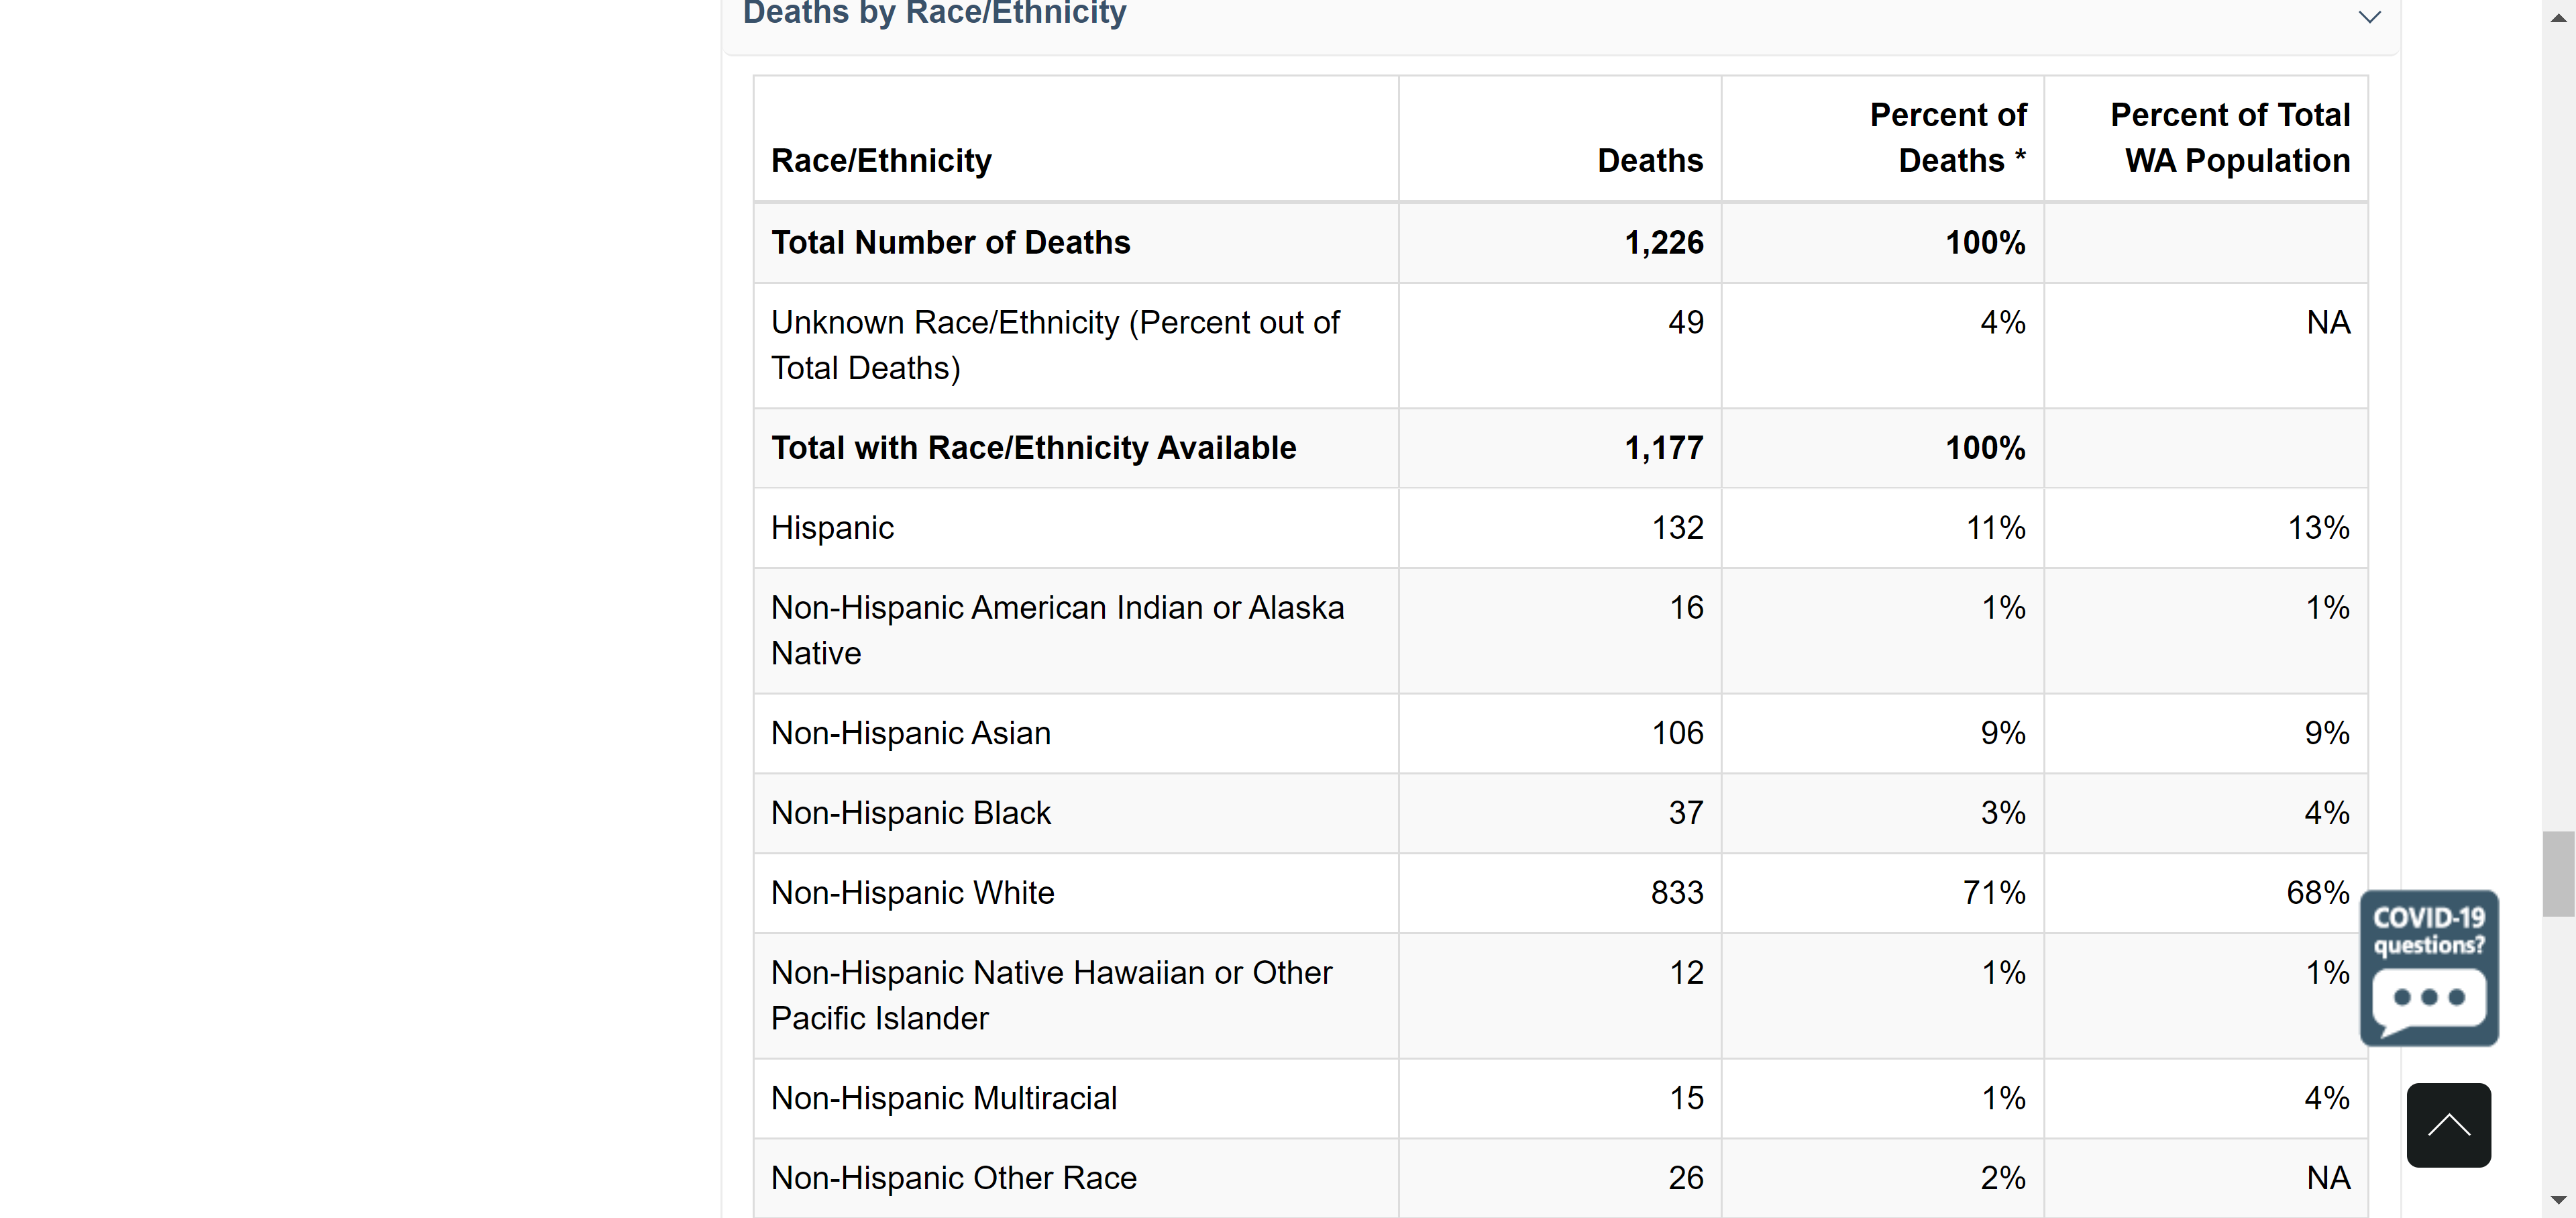 Deaths by Race/Ethnicity
Race/Ethnicity Deaths Percent of Deaths * Percent of Total WA Population
Total Number of Deaths 1,226 100%
Unknown Race/Ethnicity (Percent out of Total Deaths) 49 4% NA
Total with Race/Ethnicity Available 1,177 100%
Hispanic 132 11% 13%
Non-Hispanic American Indian or Alaska Native 16 1% 1%
Non-Hispanic Asian 106 9% 9%
Non-Hispanic Black 37 3% 4%
Non-Hispanic White 833 71% 68%
Non-Hispanic Native Hawaiian or Other Pacific Islander 12 1% 1%
Non-Hispanic Multiracial 15 1% 4%
Non-Hispanic Other Race 26 2% NA
COVID-19
questions?